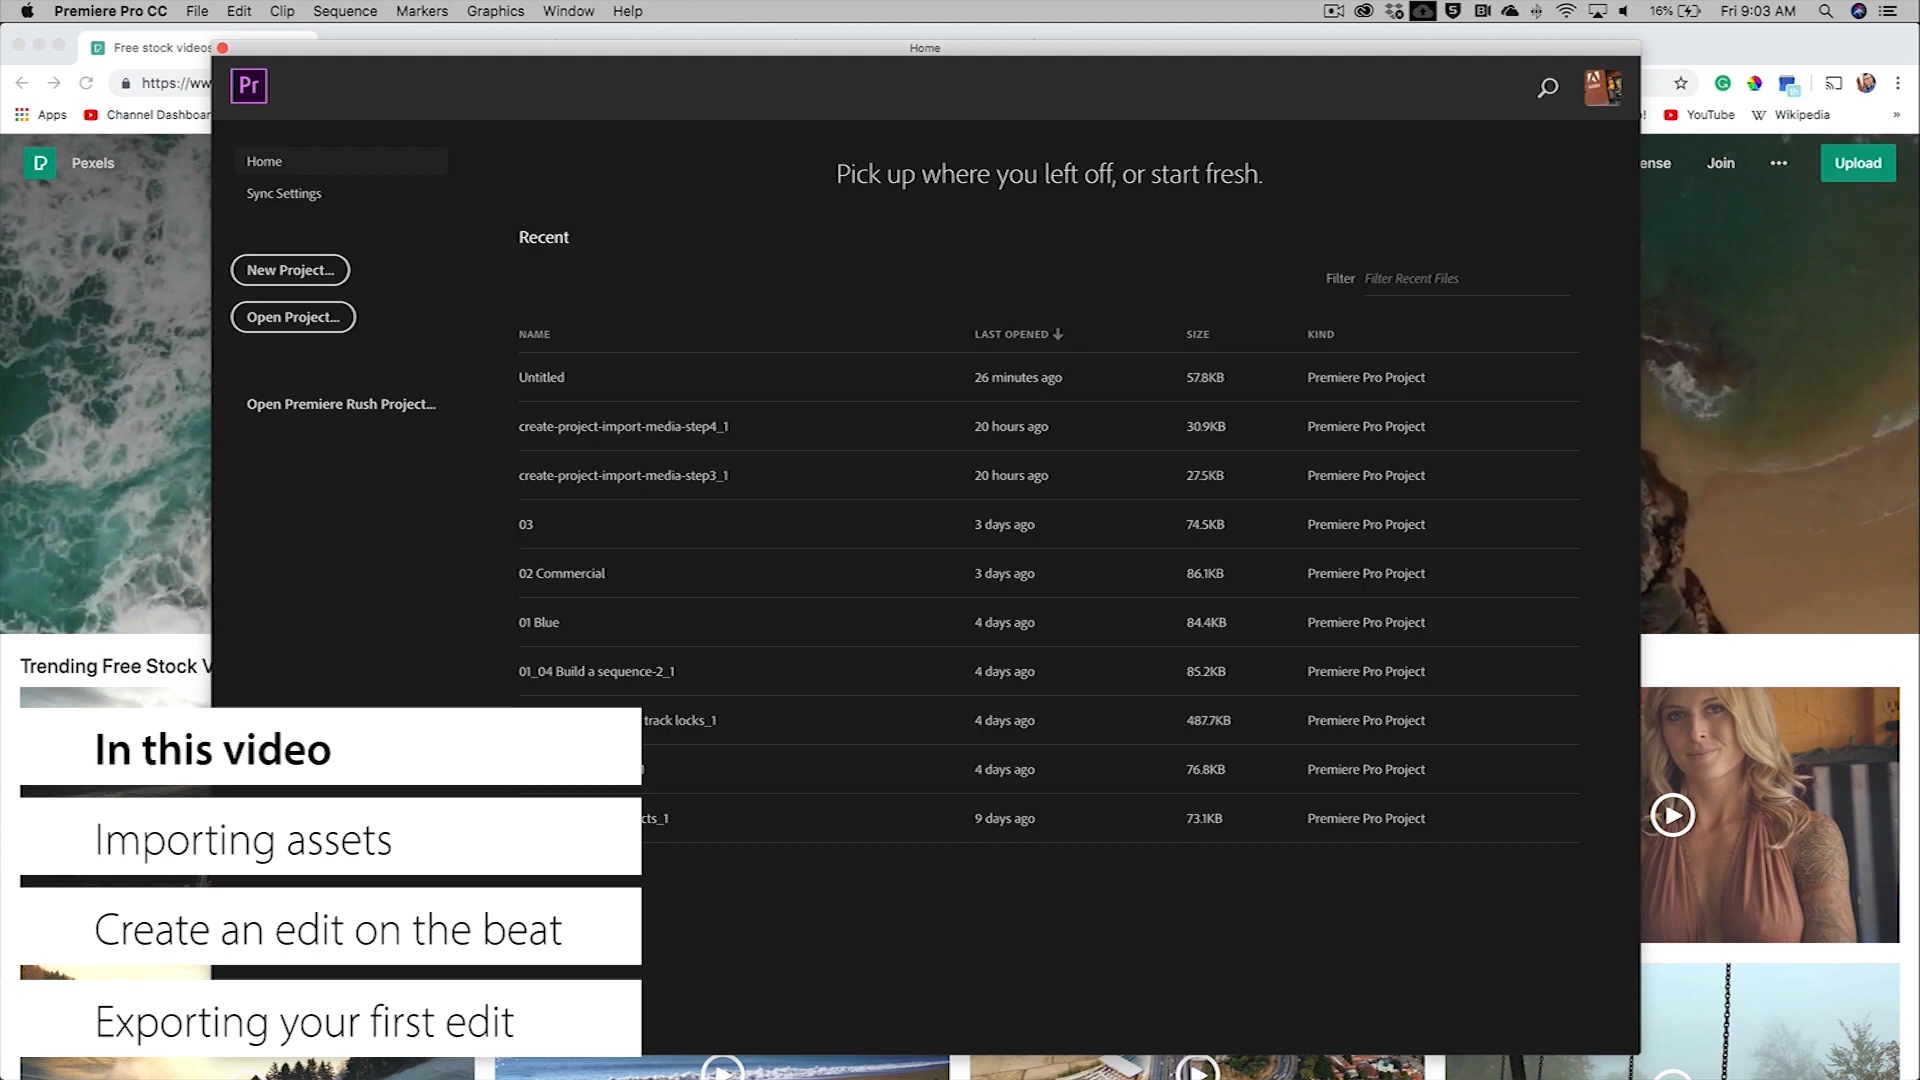 Premiere Pro CC File Edit Clip Sequence Markers Graphics Window Help 16% Fri 9:03 AM
Free stock videos
Home
https://ww
Pr
Apps Channel Dashboar
YouTube Wikipedia »
Pexels
ense Join ••• Upload
Home
Sync Settings
New Project...
Open Project...
Open Premiere Rush Project...
Pick up where you left off, or start fresh.
Recent
Filter Filter Recent Files
NAME LAST OPENED SIZE KIND
Untitled 26 minutes ago 57.8KB Premiere Pro Project
create-project-import-media-step4_1 20 hours ago 30.9KB Premiere Pro Project
create-project-import-media-step3_1 20 hours ago 27.5KB Premiere Pro Project
03 3 days ago 74.5KB Premiere Pro Project
02 Commercial 3 days ago 86.1KB Premiere Pro Project
01 Blue 4 days ago 84.4KB Premiere Pro Project
01_04 Build a sequence-2_1 4 days ago 85.2KB Premiere Pro Project
track locks_1 4 days ago 487.7KB Premiere Pro Project
4 days ago 76.8KB Premiere Pro Project
cts_1 9 days ago 73.1KB Premiere Pro Project
Trending Free Stock V
In this video
Importing assets
Create an edit on the beat
Exporting your first edit